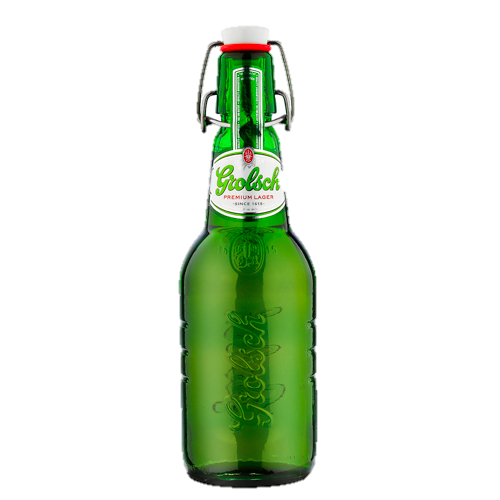 Grolsch
PREMIUM LAGER
·SINCE 1615·
Grolsch